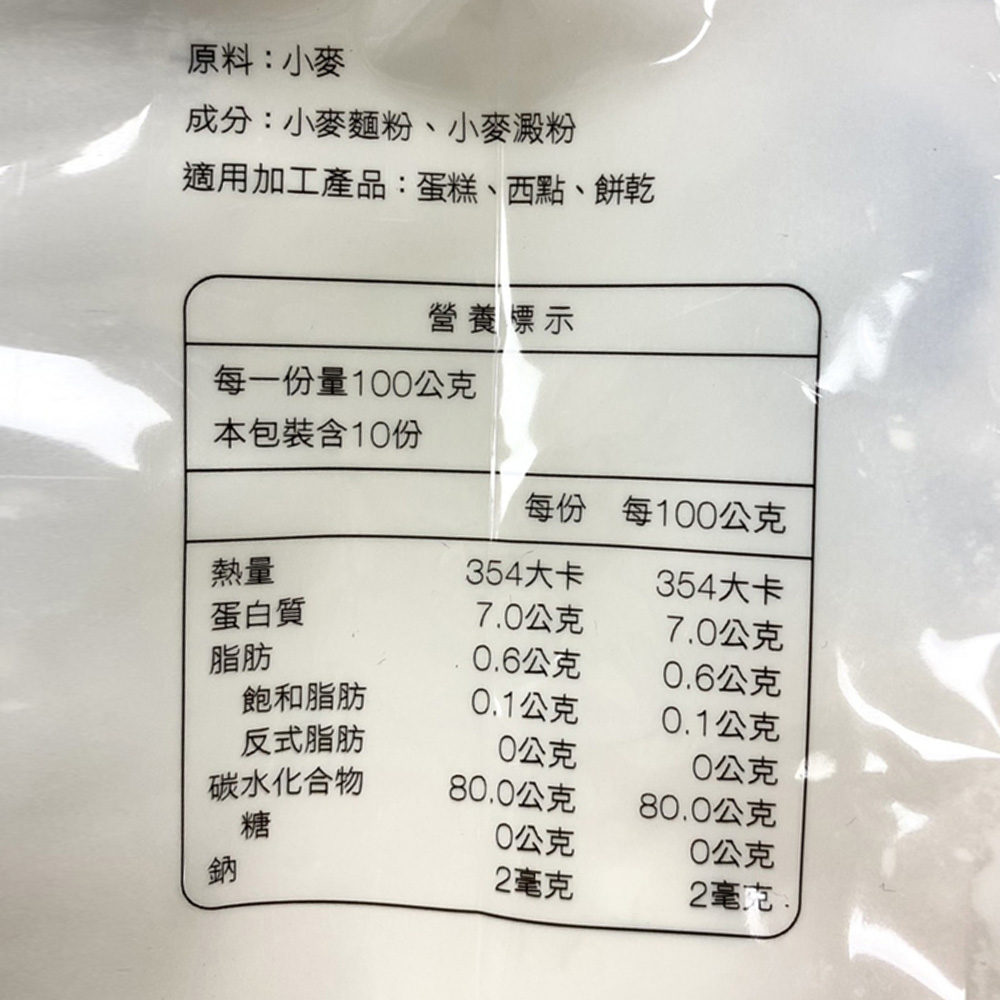 原料：小麥
成分：小麥麵粉、小麥澱粉
適用加工產品：蛋糕、西點、餅乾
營養標示
每一份量100公克
本包裝含10份
每份 每100公克
熱量 354大卡 354大卡
蛋白質 7.0公克 7.0公克
脂肪 0.6公克 0.6公克
飽和脂肪 0.1公克 0.1公克
反式脂肪 0公克 0公克
碳水化合物 80.0公克 80.0公克
糖 0公克 0公克
鈉 2毫克 2毫克